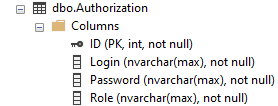 dbo.Authorization
Columns
ID (PK, int, not null)
Login (nvarchar(max), not null)
Password (nvarchar(max), not null)
Role (nvarchar(max), not null)